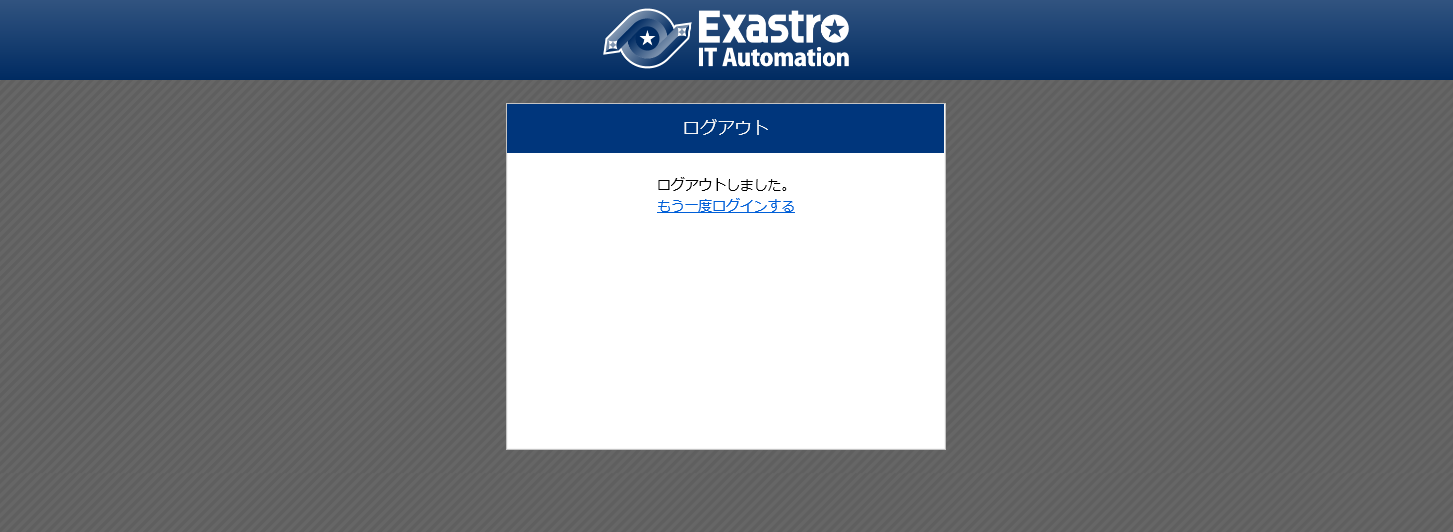 Exastro
IT Automation
ログアウト
ログアウトしました。
もう一度ログインする